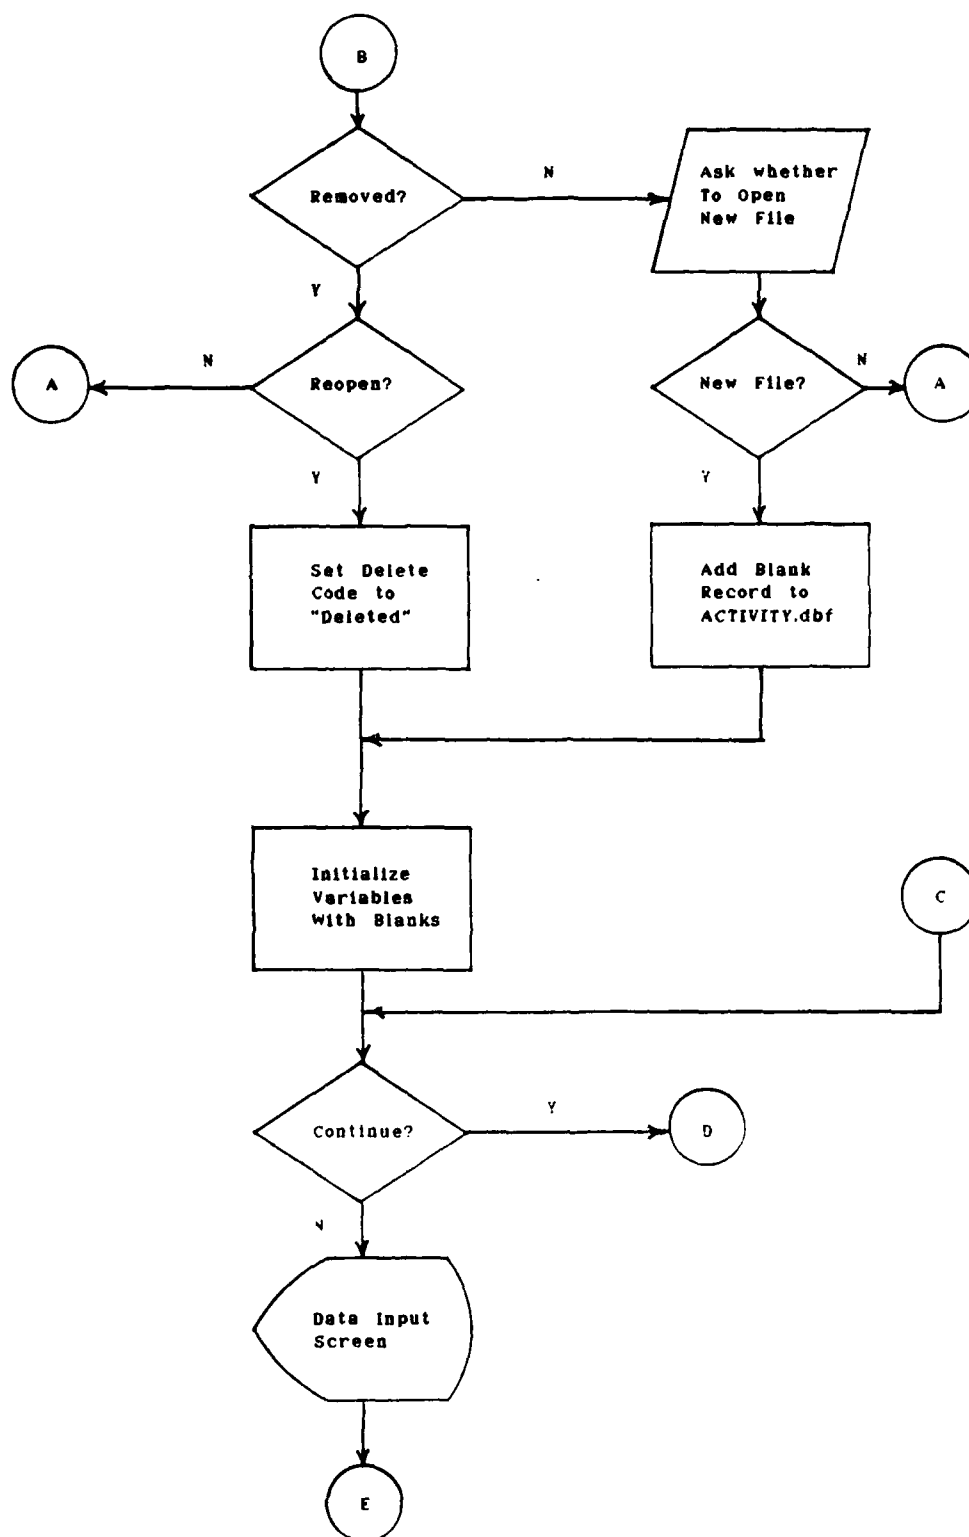 B
Removed?
N
Ask whether
To Open
New File
Y
A
N
Reopen?
New File?
N
A
Y
Y
Set Delete
Code to
"Deleted"
Add Blank
Record to
ACTIVITY.dbf
Initialize
Variables
With Blanks
C
Continue?
Y
D
N
Data Input
Screen
E